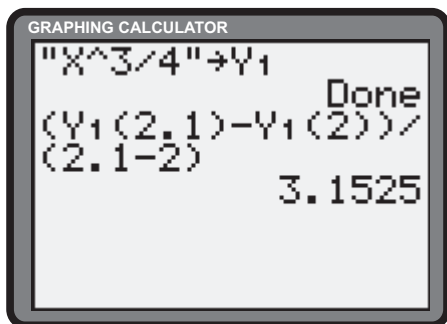 GRAPHING CALCULATOR
"X^3/4"→Y₁
Done
(Y₁(2.1)-Y₁(2))/
(2.1-2)
3.1525